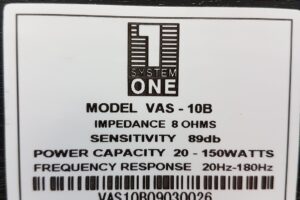 1
SYSTEM
ONE
MODEL VAS - 10B
IMPEDANCE 8 OHMS
SENSITIVITY 89db
POWER CAPACITY 20 - 150WATTS
FREQUENCY RESPONSE 20Hz-180Hz
VAS10B09030026